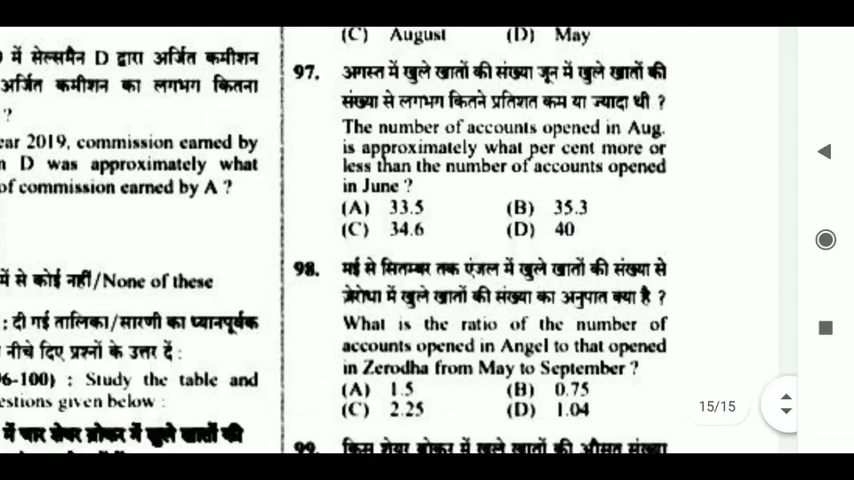 में सेल्समैन D द्वारा अर्जित कमीशन
अर्जित कमीशन का लगभग कितना
?
ear 2019, commission earned by
n D was approximately what
of commission earned by A ?
में से कोई नहीं/None of these
: दी गई तालिका/सारणी का ध्यानपूर्वक
नीचे दिए प्रश्नों के उत्तर दें :
6-100) : Study the table and
estions given below :
में चार शेयर ब्रोकर में खुले खातों की
(C) August (D) May
97. अगस्त में खुले खातों की संख्या जून में खुले खातों की
संख्या से लगभग कितने प्रतिशत कम या ज्यादा थी ?
The number of accounts opened in Aug.
is approximately what per cent more or
less than the number of accounts opened
in June ?
(A) 33.5 (B) 35.3
(C) 34.6 (D) 40
98. मई से सितम्बर तक एंजल में खुले खातों की संख्या से
ज़ेरोधा में खुले खातों की संख्या का अनुपात क्या है ?
What is the ratio of the number of
accounts opened in Angel to that opened
in Zerodha from May to September ?
(A) 1.5 (B) 0.75
(C) 2.25 (D) 1.04
99. किस शेयर ब्रोकर में खुले खातों की औसत संख्या
15/15